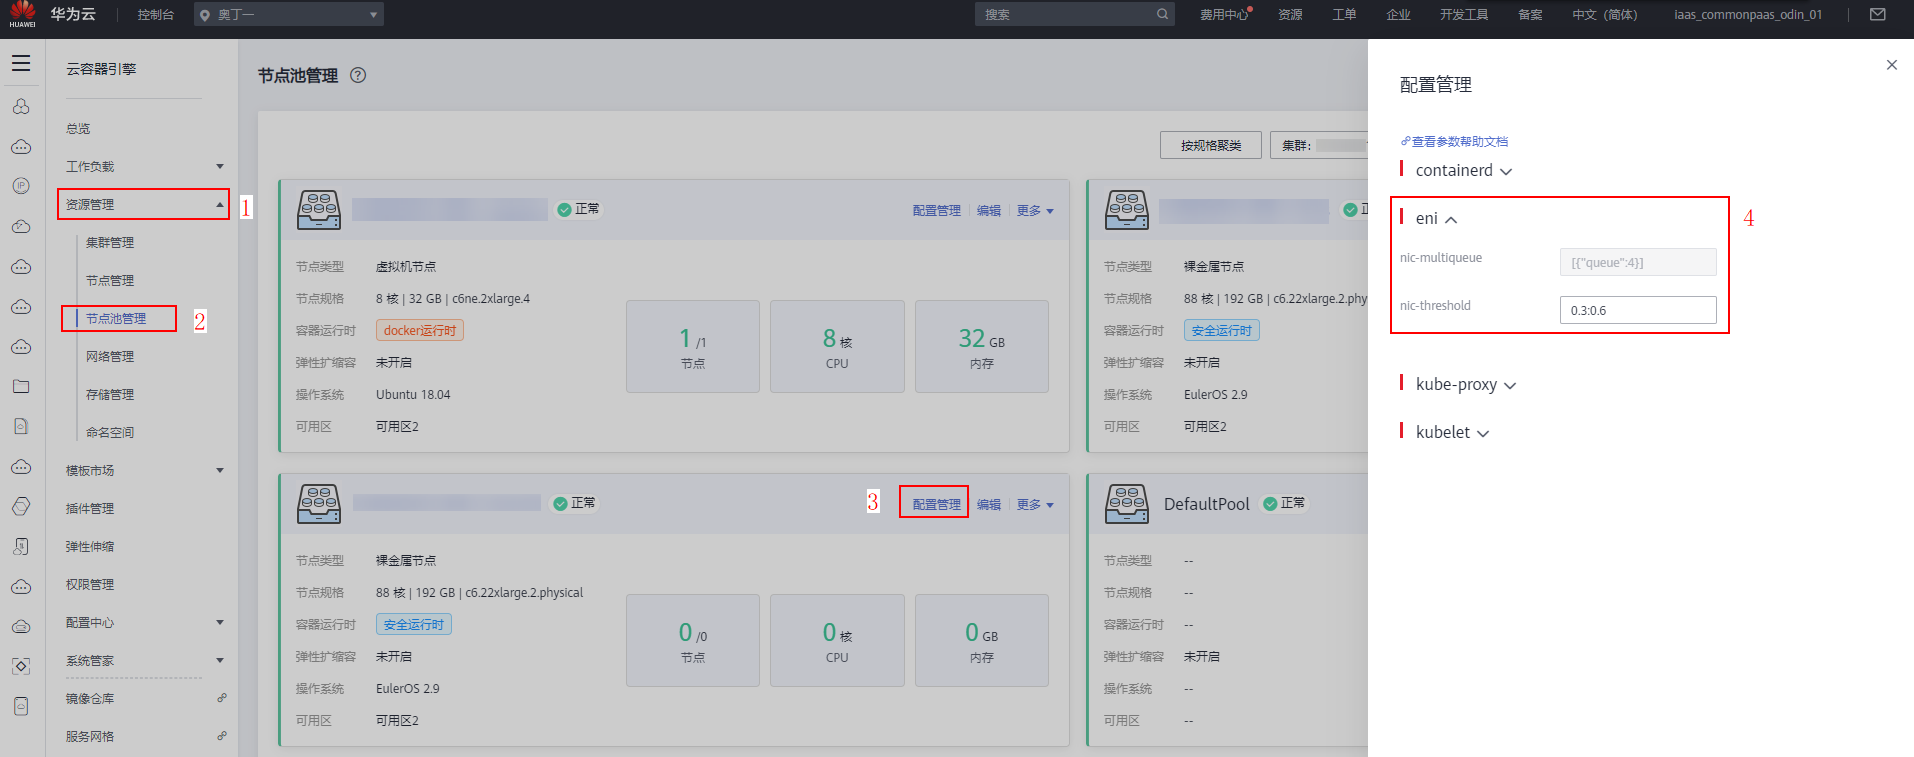 HUAWEI
华为云
控制台
奥丁一
搜索
费用中心
资源
工单
企业
开发工具
备案
中文（简体）
iaas_commonpaas_odin_01
云容器引擎
总览
工作负载
资源管理
1
集群管理
节点管理
节点池管理
2
网络管理
存储管理
命名空间
模板市场
插件管理
弹性伸缩
权限管理
配置中心
系统管家
镜像仓库
服务网格
IP
节点池管理 ?
按规格聚类
集群:
正常
配置管理
编辑
更多
节点类型 虚拟机节点
节点规格 8 核 | 32 GB | c6ne.2xlarge.4
容器运行时 docker运行时
弹性扩缩容 未开启
操作系统 Ubuntu 18.04
可用区 可用区2
1 /1
节点
8 核
CPU
32 GB
内存
节点类型 裸金属节点
节点规格 88 核 | 192 GB | c6.22xlarge.2.phy
容器运行时 安全运行时
弹性扩缩容 未开启
操作系统 EulerOS 2.9
可用区 可用区2
正常
3
配置管理
编辑
更多
节点类型 裸金属节点
节点规格 88 核 | 192 GB | c6.22xlarge.2.physical
容器运行时 安全运行时
弹性扩缩容 未开启
操作系统 EulerOS 2.9
可用区 可用区2
0 /0
节点
0 核
CPU
0 GB
内存
DefaultPool
正常
节点类型 --
节点规格 --
容器运行时 --
弹性扩缩容 未开启
操作系统 --
可用区 --
配置管理
查看参数帮助文档
containerd
eni
4
nic-multiqueue [{"queue":4}]
nic-threshold 0.3:0.6
kube-proxy
kubelet